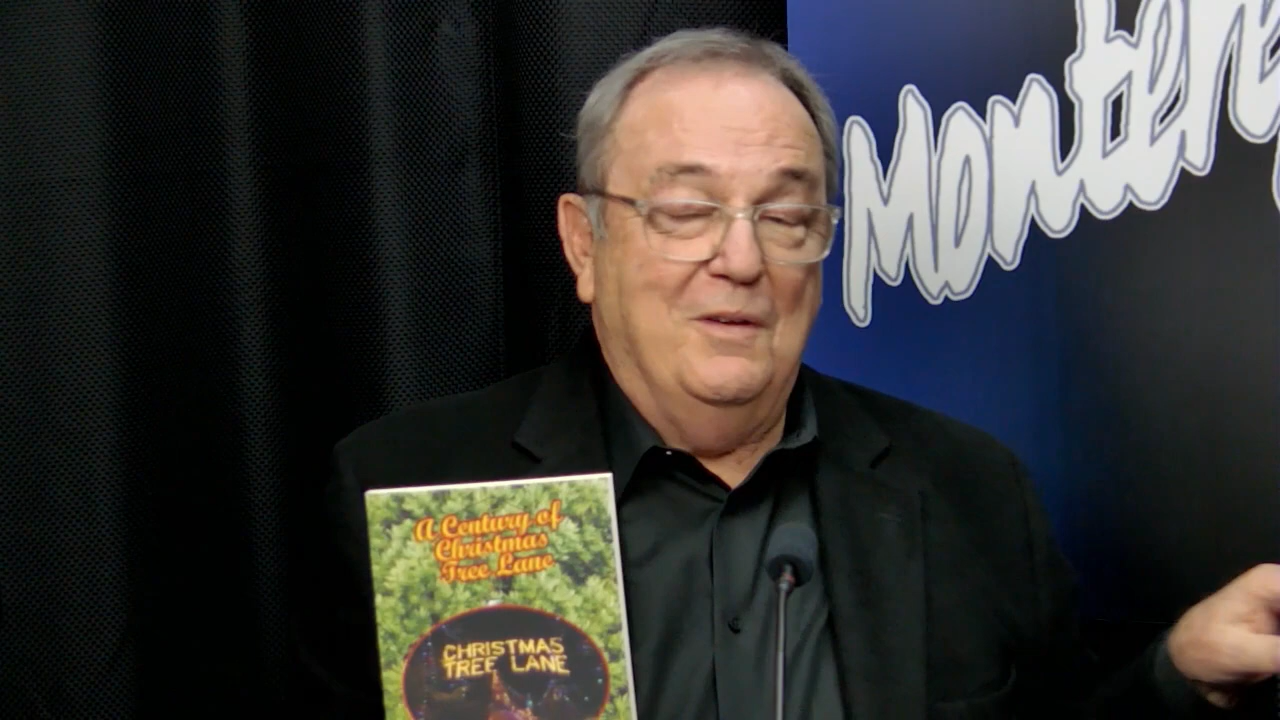 A Century of
Christmas
Tree Lane
CHRISTMAS
TREE LANE